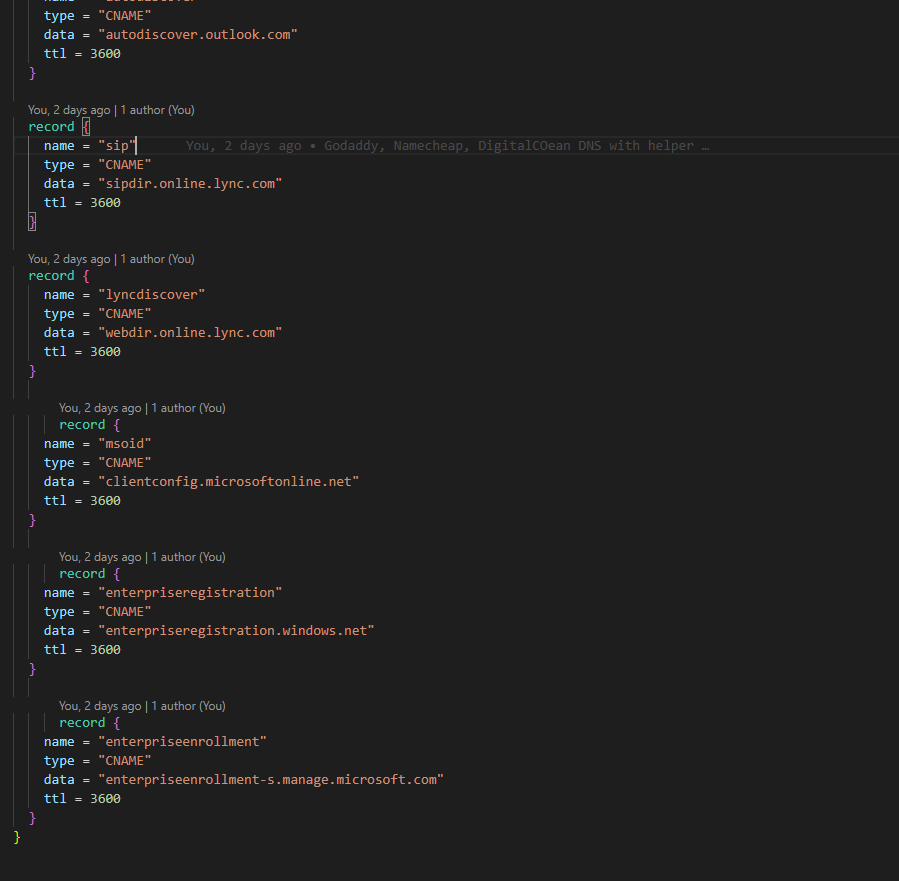 type = "CNAME"
data = "autodiscover.outlook.com"
ttl = 3600
}
You, 2 days ago | 1 author (You)
record {
name = "sip" You, 2 days ago • Godaddy, Namecheap, DigitalCOean DNS with helper …
type = "CNAME"
data = "sipdir.online.lync.com"
ttl = 3600
}
You, 2 days ago | 1 author (You)
record {
name = "lyncdiscover"
type = "CNAME"
data = "webdir.online.lync.com"
ttl = 3600
}
You, 2 days ago | 1 author (You)
record {
name = "msoid"
type = "CNAME"
data = "clientconfig.microsoftonline.net"
ttl = 3600
}
You, 2 days ago | 1 author (You)
record {
name = "enterpriseregistration"
type = "CNAME"
data = "enterpriseregistration.windows.net"
ttl = 3600
}
You, 2 days ago | 1 author (You)
record {
name = "enterpriseenrollment"
type = "CNAME"
data = "enterpriseenrollment-s.manage.microsoft.com"
ttl = 3600
}
}